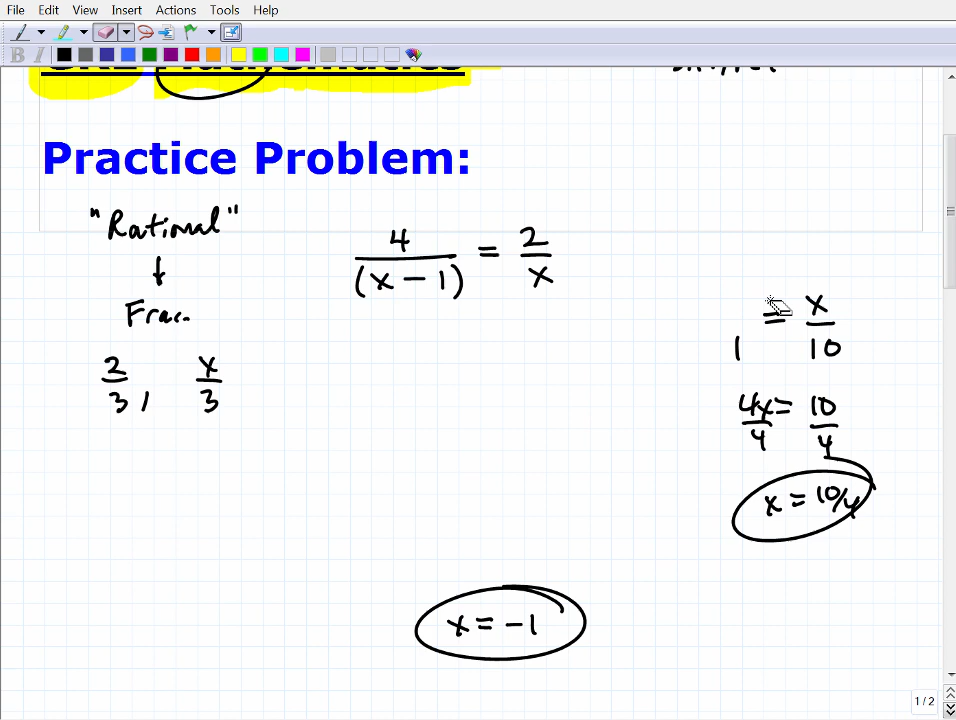 File Edit View Insert Actions Tools Help
B I
Practice Problem:
"Rational"
Frac.
2/3, x/3
4/(x − 1) = 2/x
1 = x/10
4x/4 = 10/4
x = 10/4
x = −1
1 / 2